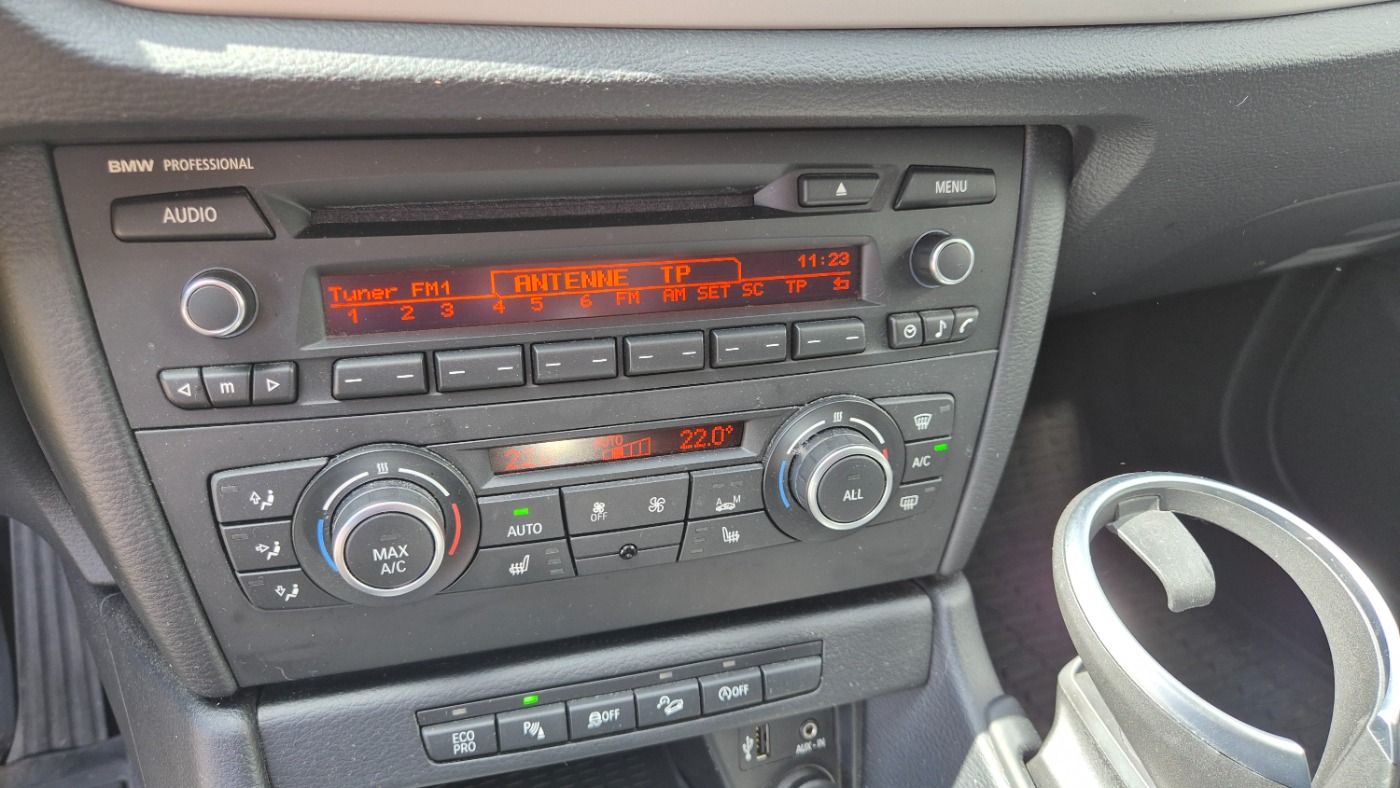 BMW PROFESSIONAL
AUDIO
MENU
Tuner FM1
ANTENNE TP
11:23
1 2 3 4 5 6 FM AM SET SC TP
m
AUTO
22.0°
A/C
MAX A/C
AUTO
OFF
A M
ALL
ECO PRO
P
OFF
OFF
AUX-IN